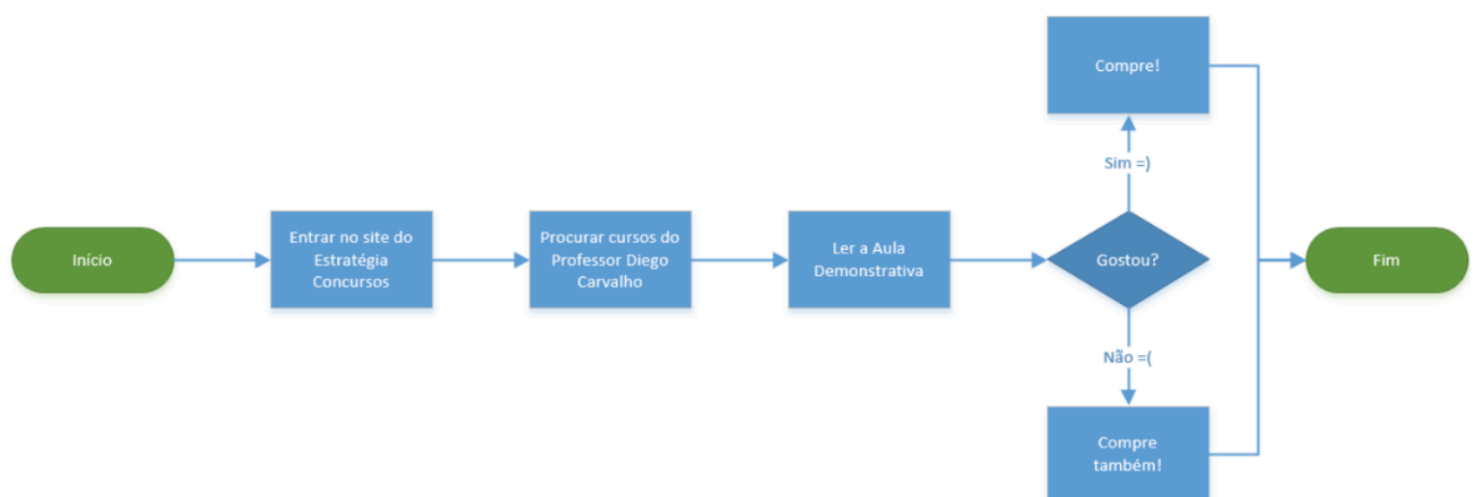 Compre!
Sim =)
Início
Entrar no site do
Estratégia
Concursos
Procurar cursos do
Professor Diego
Carvalho
Ler a Aula
Demonstrativa
Gostou?
Fim
Não =(
Compre
também!